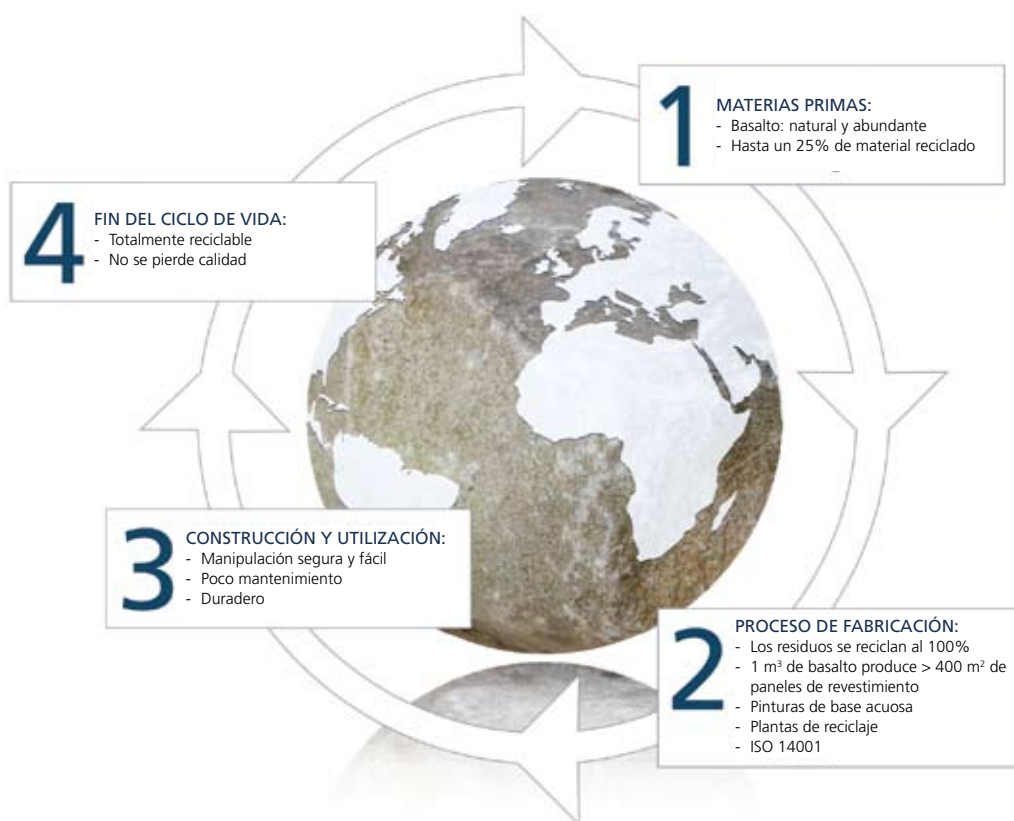 1
MATERIAS PRIMAS:
- Basalto: natural y abundante
- Hasta un 25% de material reciclado
4
FIN DEL CICLO DE VIDA:
- Totalmente reciclable
- No se pierde calidad
3
CONSTRUCCIÓN Y UTILIZACIÓN:
- Manipulación segura y fácil
- Poco mantenimiento
- Duradero
2
PROCESO DE FABRICACIÓN:
- Los residuos se reciclan al 100%
- 1 m³ de basalto produce > 400 m² de
paneles de revestimiento
- Pinturas de base acuosa
- Plantas de reciclaje
- ISO 14001